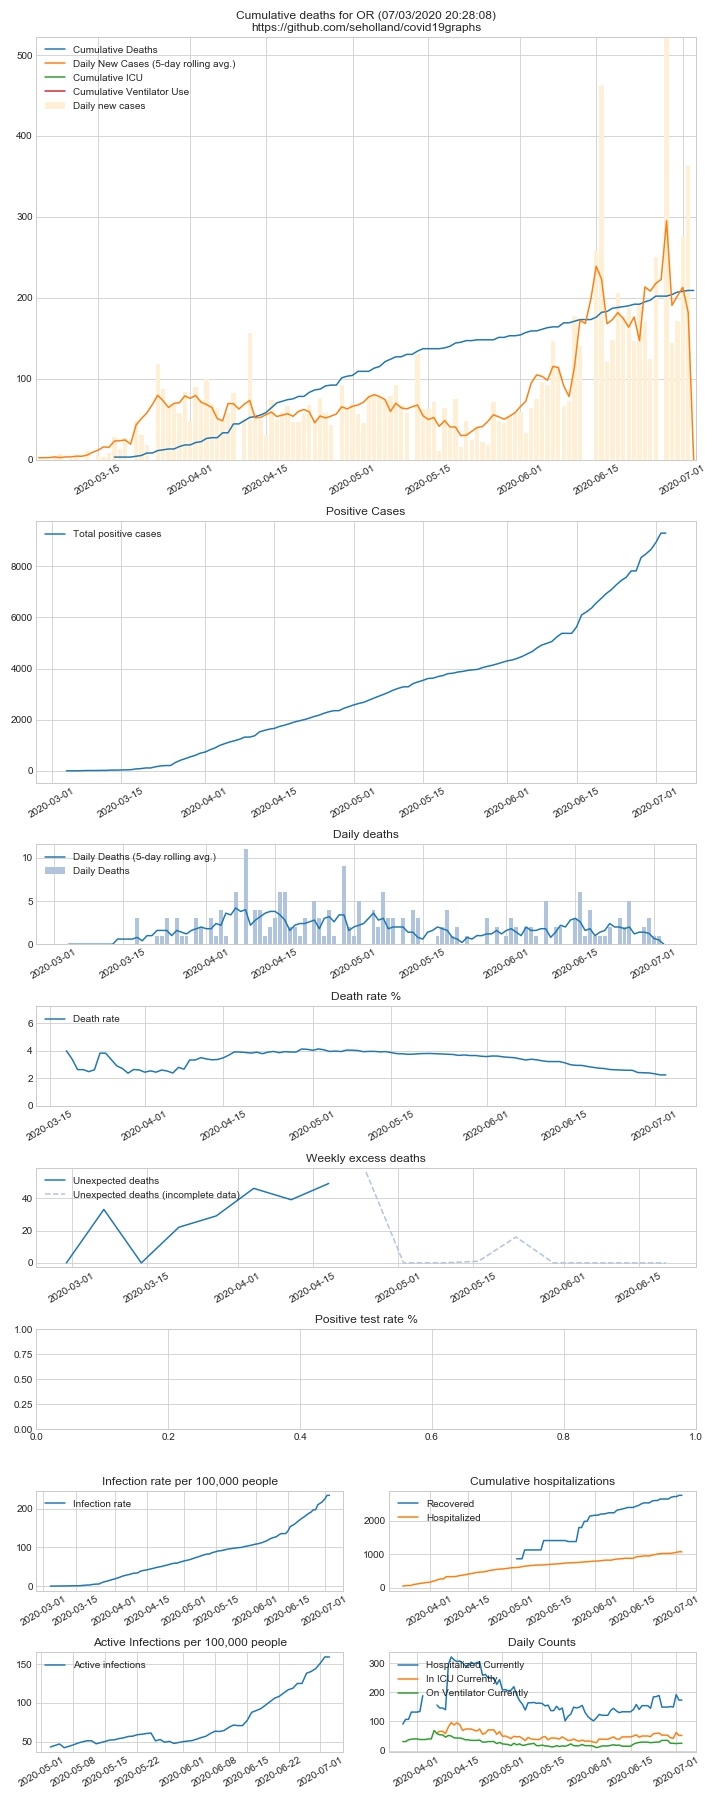 Cumulative deaths for OR (07/03/2020 20:28:08)
https://github.com/seholland/covid19graphs
Cumulative Deaths
Daily New Cases (5-day rolling avg.)
Cumulative ICU
Cumulative Ventilator Use
Daily new cases
500
400
300
200
100
0
2020-03-15 2020-04-01 2020-04-15 2020-05-01 2020-05-15 2020-06-01 2020-06-15 2020-07-01
Positive Cases
Total positive cases
8000
6000
4000
2000
0
2020-03-01 2020-03-15 2020-04-01 2020-04-15 2020-05-01 2020-05-15 2020-06-01 2020-06-15 2020-07-01
Daily deaths
Daily Deaths (5-day rolling avg.)
Daily Deaths
10
5
0
2020-03-01 2020-03-15 2020-04-01 2020-04-15 2020-05-01 2020-05-15 2020-06-01 2020-06-15 2020-07-01
Death rate %
Death rate
6
4
2
0
2020-03-15 2020-04-01 2020-04-15 2020-05-01 2020-05-15 2020-06-01 2020-06-15 2020-07-01
Weekly excess deaths
Unexpected deaths
Unexpected deaths (incomplete data)
40
20
0
2020-03-01 2020-03-15 2020-04-01 2020-04-15 2020-05-01 2020-05-15 2020-06-01 2020-06-15
Positive test rate %
1.00
0.75
0.50
0.25
0.00
0.0 0.2 0.4 0.6 0.8 1.0
Infection rate per 100,000 people
Infection rate
200
100
0
2020-03-01 2020-03-15 2020-04-01 2020-04-15 2020-05-01 2020-05-15 2020-06-01 2020-06-15 2020-07-01
Cumulative hospitalizations
Recovered
Hospitalized
2000
1000
0
2020-04-01 2020-04-15 2020-05-01 2020-05-15 2020-06-01 2020-06-15 2020-07-01
Active Infections per 100,000 people
Active infections
150
100
50
2020-05-01 2020-05-08 2020-05-15 2020-05-22 2020-06-01 2020-06-08 2020-06-15 2020-06-22 2020-07-01
Daily Counts
Hospitalized Currently
In ICU Currently
On Ventilator Currently
300
200
100
0
2020-04-01 2020-04-15 2020-05-01 2020-05-15 2020-06-01 2020-06-15 2020-07-01